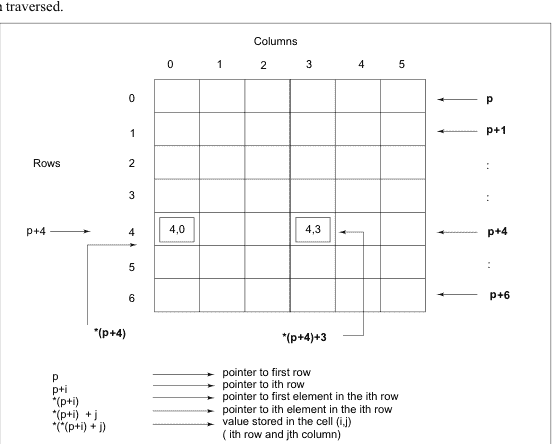 n traversed.
Columns
0 1 2 3 4 5
0 p
1 p+1
Rows 2 :
3 :
p+4 4 4,0 4,3 p+4
5 :
6 p+6
*(p+4) *(p+4)+3
p pointer to first row
p+i pointer to ith row
*(p+i) pointer to first element in the ith row
*(p+i) + j pointer to ith element in the ith row
*(*(p+i) + j) value stored in the cell (i,j)
( ith row and jth column)